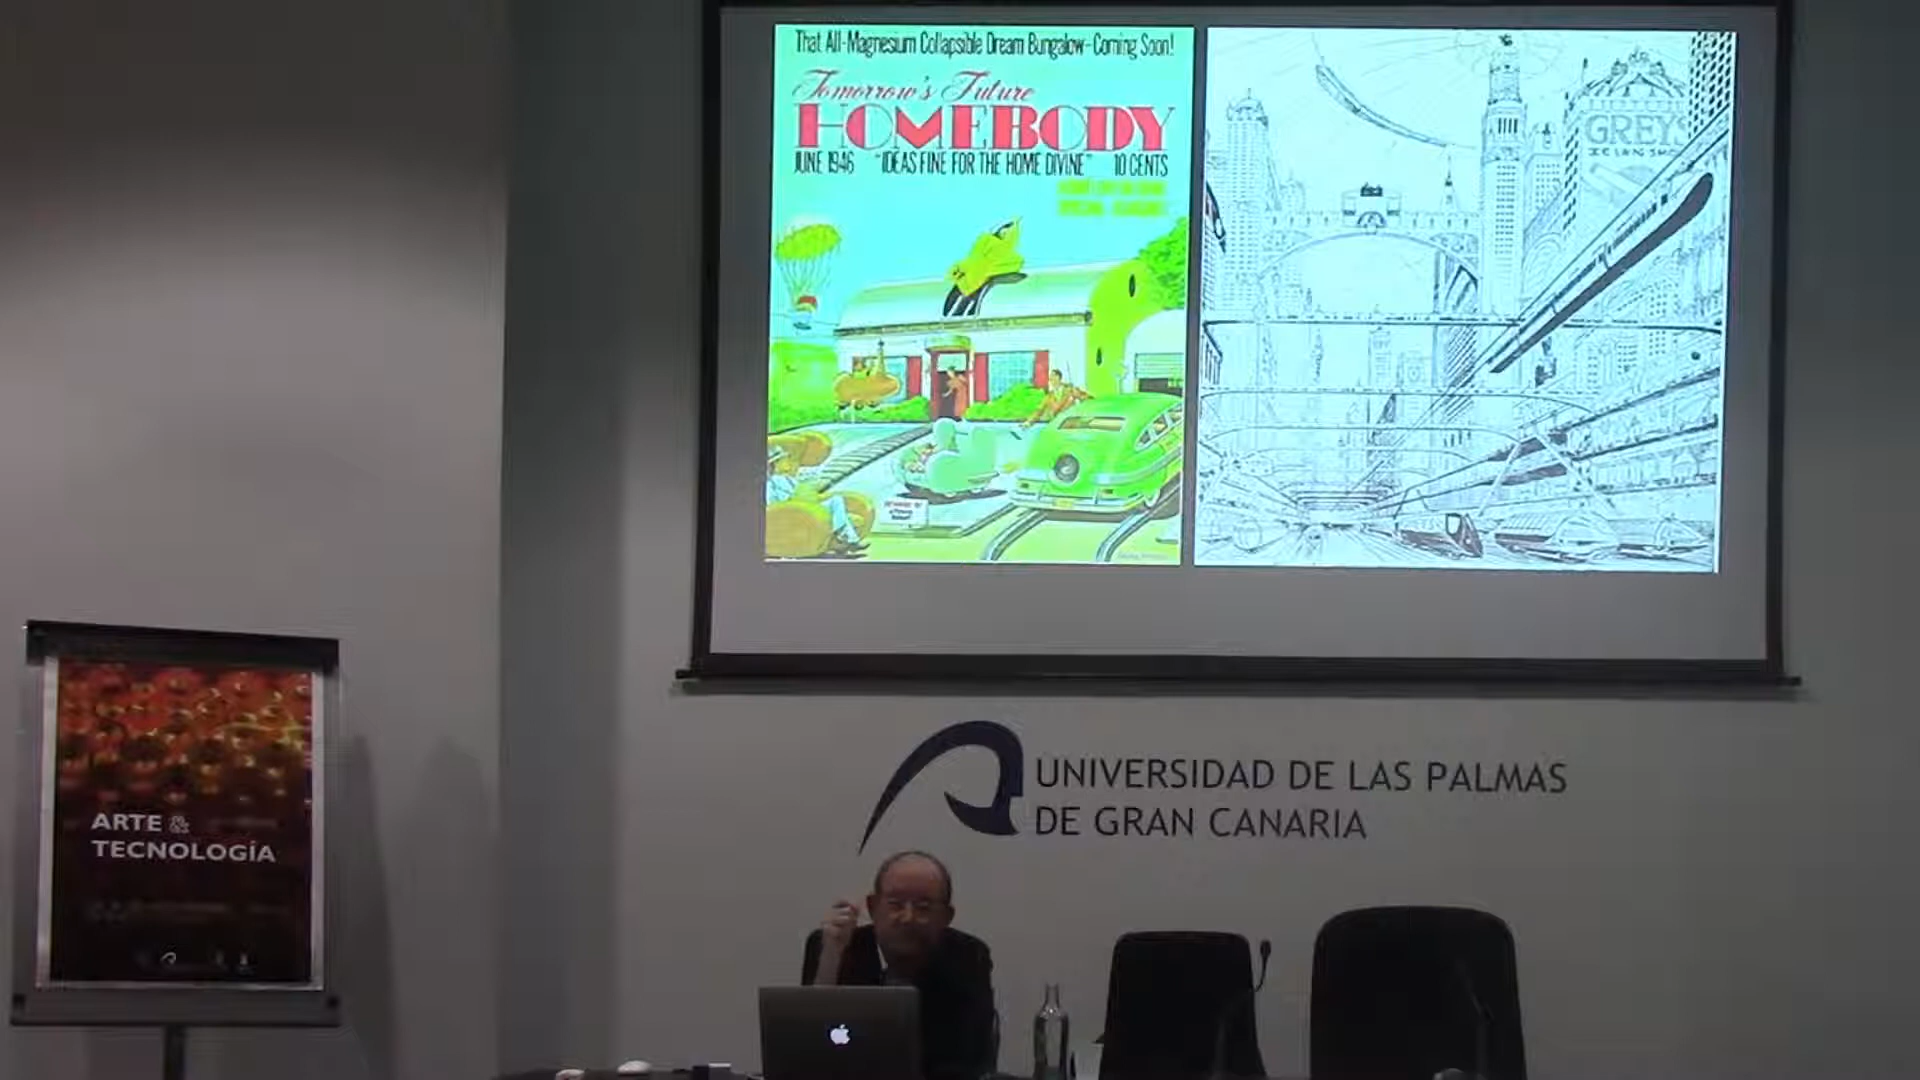 That All-Magnesium Collapsible Dream Bungalow-Coming Soon!
Tomorrow's Future
HOMEBODY
JUNE 1946 "IDEAS FINE FOR THE HOME DIVINE" 10 CENTS
GREYS
UNIVERSIDAD DE LAS PALMAS
DE GRAN CANARIA
ARTE &
TECNOLOGÍA